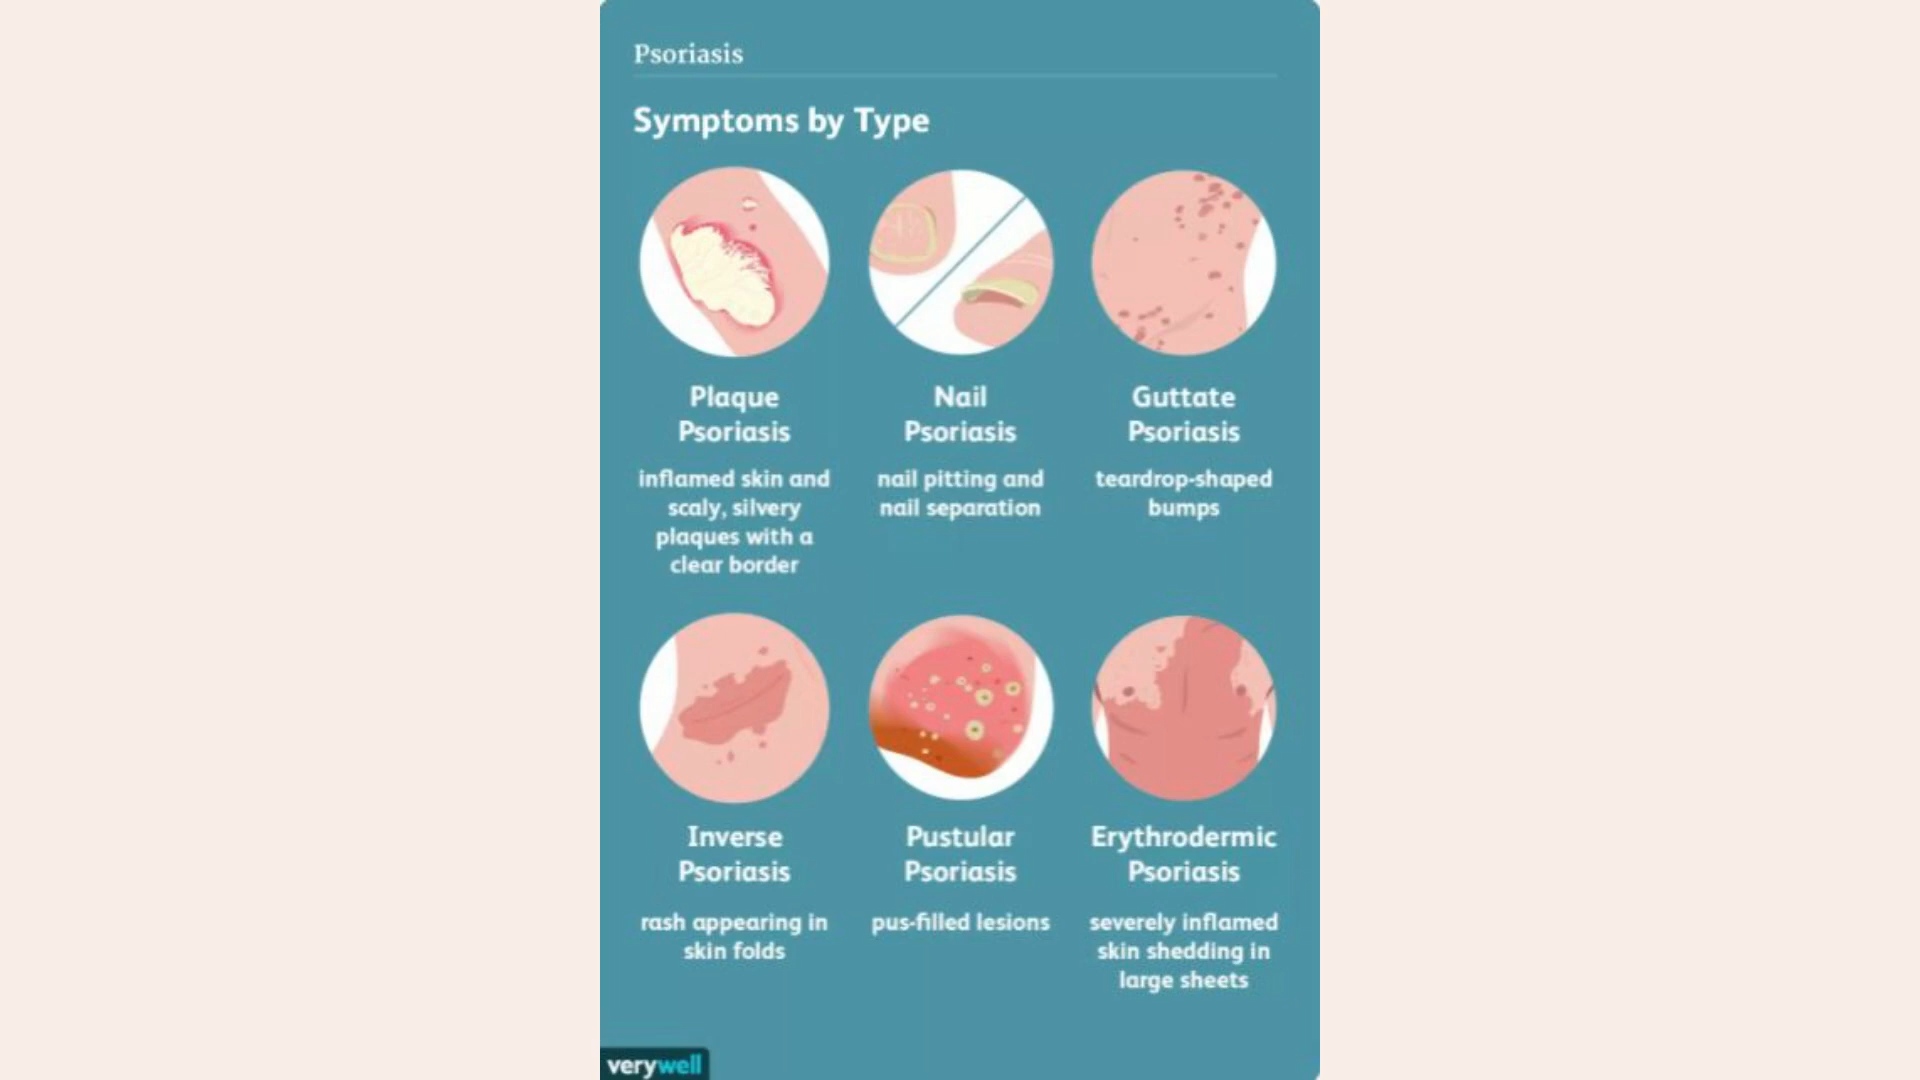 Psoriasis
Symptoms by Type
Plaque
Psoriasis
inflamed skin and
scaly, silvery
plaques with a
clear border
Nail
Psoriasis
nail pitting and
nail separation
Guttate
Psoriasis
teardrop-shaped
bumps
Inverse
Psoriasis
rash appearing in
skin folds
Pustular
Psoriasis
pus-filled lesions
Erythrodermic
Psoriasis
severely inflamed
skin shedding in
large sheets
verywell